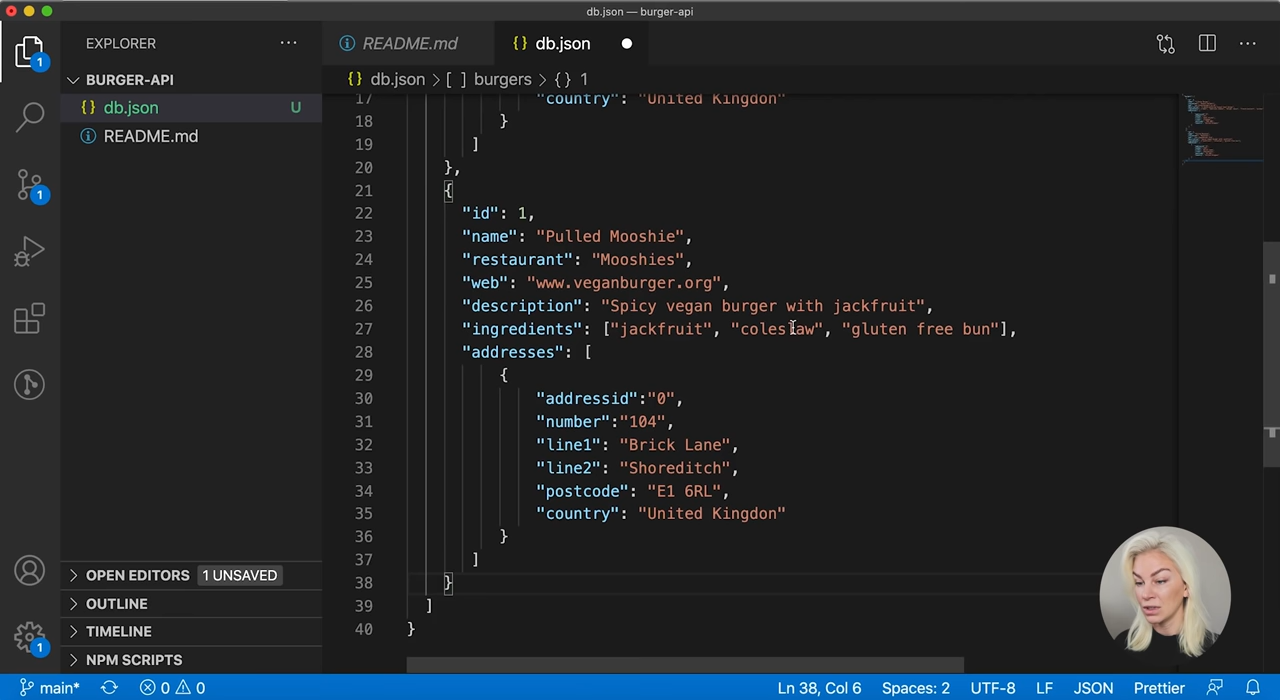 db.json — burger-api
EXPLORER
README.md
{} db.json
BURGER-API
db.json > [ ] burgers > {} 1
{} db.json U
README.md
17 "country": "United Kingdon"
18 }
19 ]
20 },
21 {
22 "id": 1,
23 "name": "Pulled Mooshie",
24 "restaurant": "Mooshies",
25 "web": "www.veganburger.org",
26 "description": "Spicy vegan burger with jackfruit",
27 "ingredients": ["jackfruit", "coleslaw", "gluten free bun"],
28 "addresses": [
29 {
30 "addressid":"0",
31 "number":"104",
32 "line1": "Brick Lane",
33 "line2": "Shoreditch",
34 "postcode": "E1 6RL",
35 "country": "United Kingdon"
36 }
37 ]
38 }
39 ]
40 }
1
1
1
OPEN EDITORS 1 UNSAVED
OUTLINE
TIMELINE
NPM SCRIPTS
main* 0 0 Ln 38, Col 6 Spaces: 2 UTF-8 LF JSON Prettier